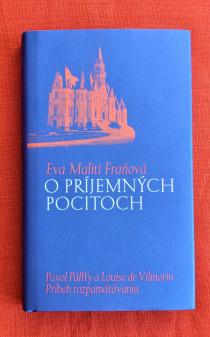 Eva Maliti Fraňová
O PRÍJEMNÝCH
POCITOCH
Pavol Pálffy a Louise de Vilmorin
Príbeh rozpamätávania